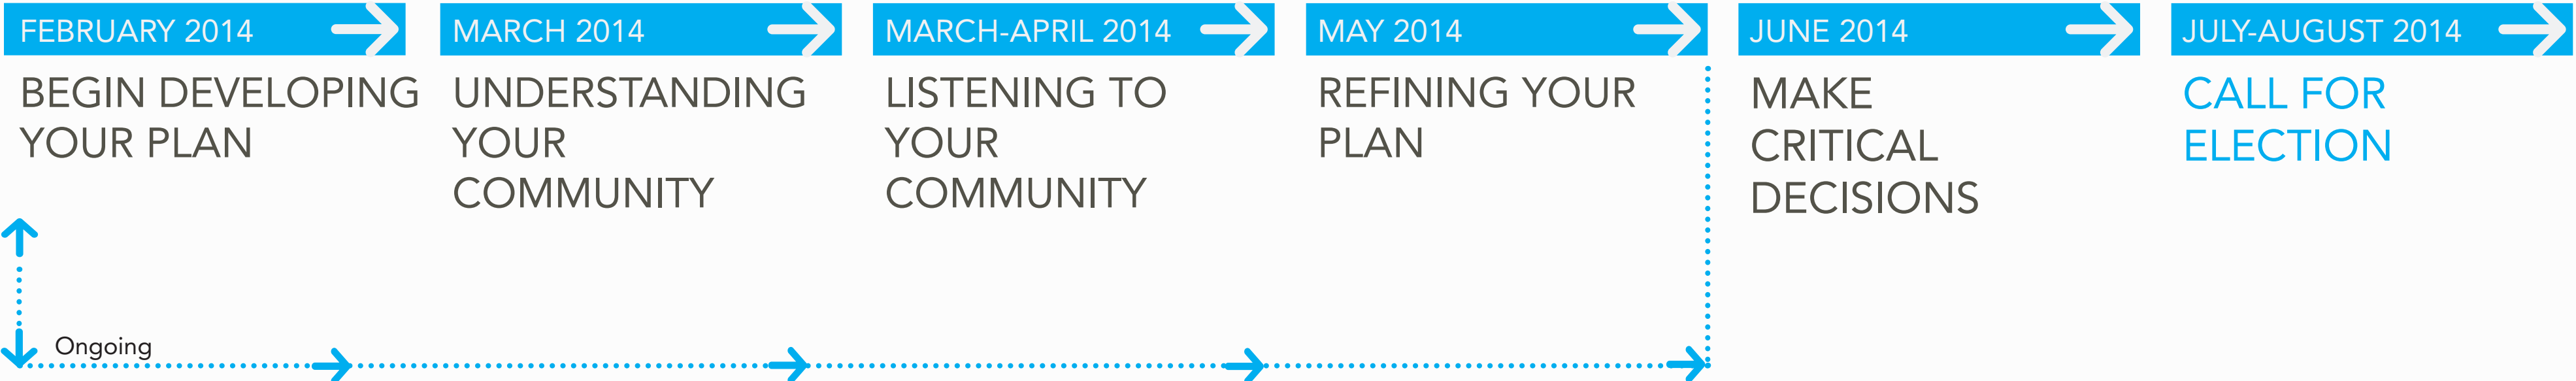 FEBRUARY 2014
BEGIN DEVELOPING
YOUR PLAN
MARCH 2014
UNDERSTANDING
YOUR
COMMUNITY
MARCH-APRIL 2014
LISTENING TO
YOUR
COMMUNITY
MAY 2014
REFINING YOUR
PLAN
JUNE 2014
MAKE
CRITICAL
DECISIONS
JULY-AUGUST 2014
CALL FOR
ELECTION
Ongoing